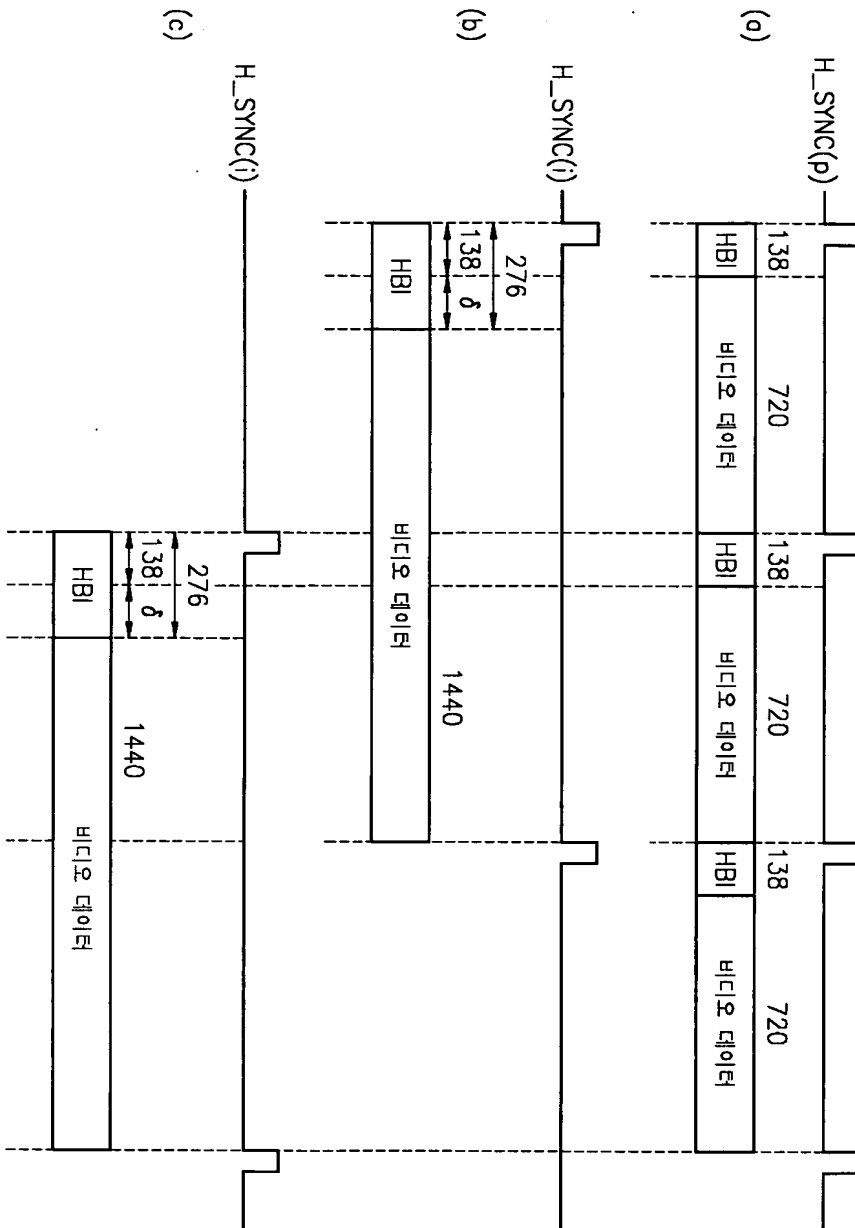 (a)
H_SYNC(p)
138 720 138 720 138 720
HBI 비디오 데이터 HBI 비디오 데이터 HBI 비디오 데이터
(b)
H_SYNC(i)
276
138 δ 1440
HBI 비디오 데이터
(c)
H_SYNC(i)
276
138 δ 1440
HBI 비디오 데이터